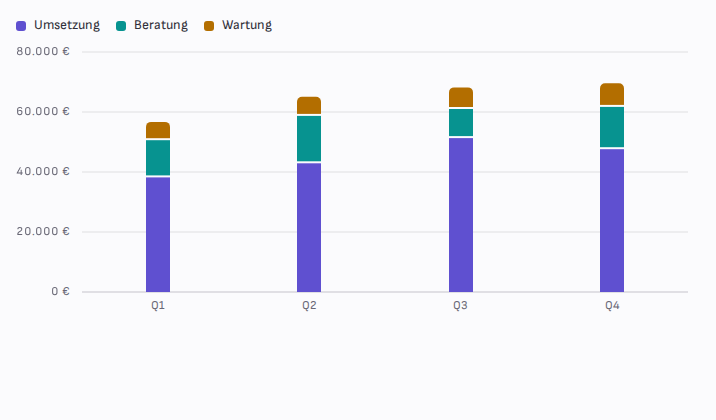 Umsetzung Beratung Wartung
80.000 €
60.000 €
40.000 €
20.000 €
0 €
Q1 Q2 Q3 Q4